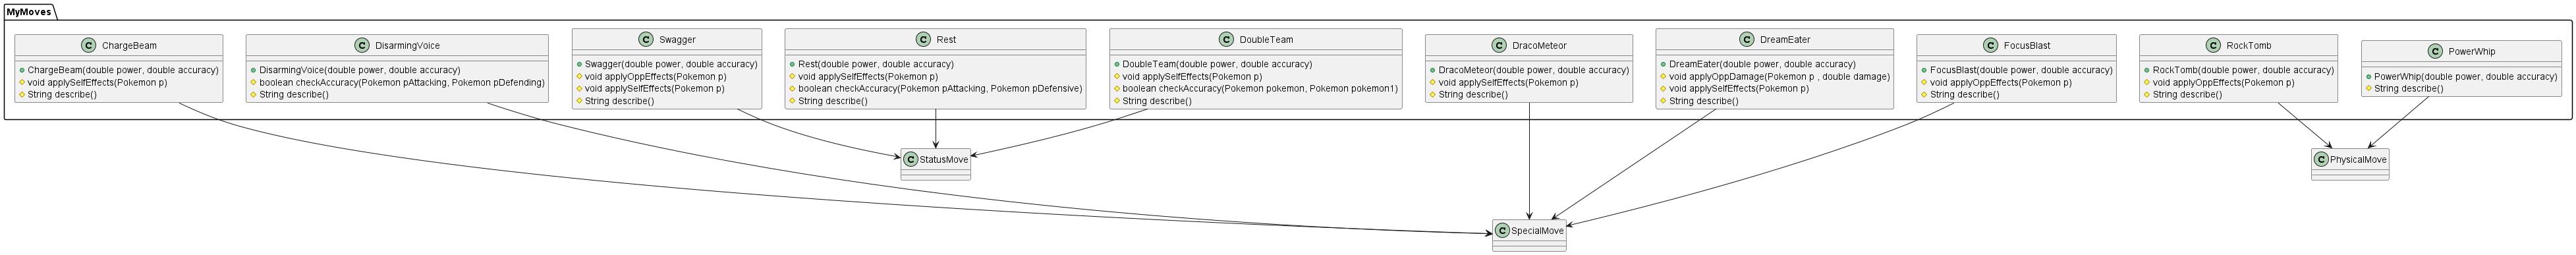 MyMoves
C ChargeBeam
ChargeBeam(double power, double accuracy)
void applySelfEffects(Pokemon p)
String describe()
C DisarmingVoice
DisarmingVoice(double power, double accuracy)
boolean checkAccuracy(Pokemon pAttacking, Pokemon pDefending)
String describe()
C Swagger
Swagger(double power, double accuracy)
void applyOppEffects(Pokemon p)
void applySelfEffects(Pokemon p)
String describe()
C Rest
Rest(double power, double accuracy)
void applySelfEffects(Pokemon p)
boolean checkAccuracy(Pokemon pAttacking, Pokemon pDefensive)
String describe()
C DoubleTeam
DoubleTeam(double power, double accuracy)
void applySelfEffects(Pokemon p)
boolean checkAccuracy(Pokemon pokemon, Pokemon pokemon1)
String describe()
C DracoMeteor
DracoMeteor(double power, double accuracy)
void applySelfEffects(Pokemon p)
String describe()
C DreamEater
DreamEater(double power, double accuracy)
void applyOppDamage(Pokemon p , double damage)
void applySelfEffects(Pokemon p)
String describe()
C FocusBlast
FocusBlast(double power, double accuracy)
void applyOppEffects(Pokemon p)
String describe()
C RockTomb
RockTomb(double power, double accuracy)
void applyOppEffects(Pokemon p)
String describe()
C PowerWhip
PowerWhip(double power, double accuracy)
String describe()
C StatusMove
C PhysicalMove
C SpecialMove